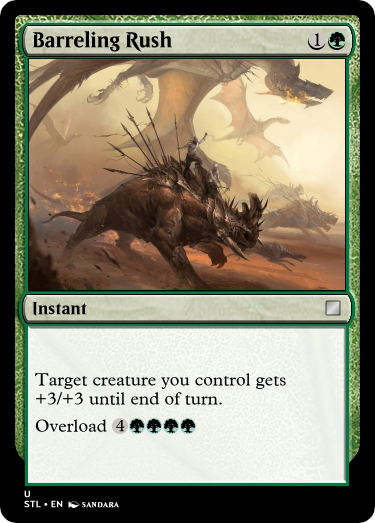 Barreling Rush 1
Instant
Target creature you control gets
+3/+3 until end of turn.
Overload 4
U
STL • EN SANDARA